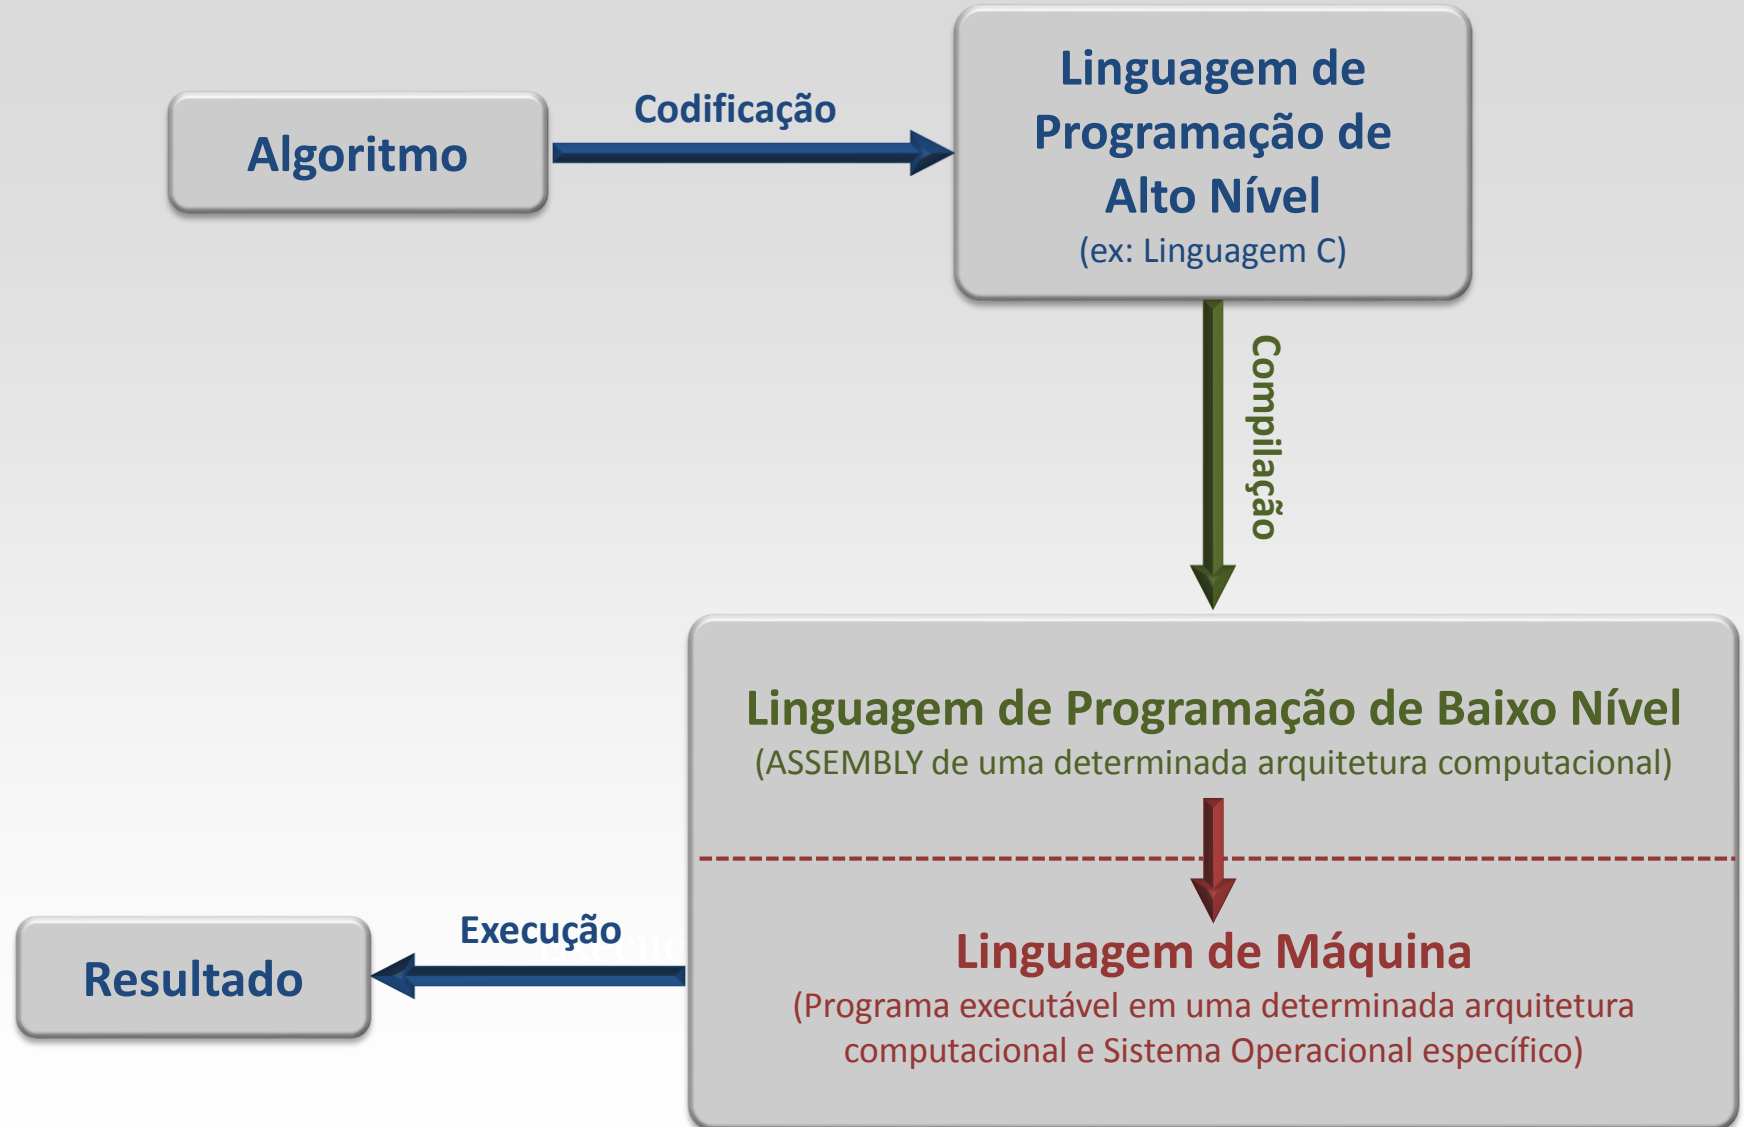 Algoritmo
Codificação
Linguagem de
Programação de
Alto Nível
(ex: Linguagem C)
Compilação
Linguagem de Programação de Baixo Nível
(ASSEMBLY de uma determinada arquitetura computacional)
Linguagem de Máquina
(Programa executável em uma determinada arquitetura
computacional e Sistema Operacional específico)
Execução
Resultado